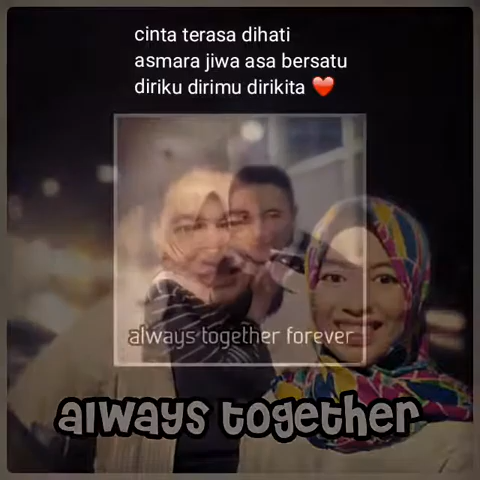 cinta terasa dihati
asmara jiwa asa bersatu
diriku dirimu dirikita ❤️
always together forever
always together